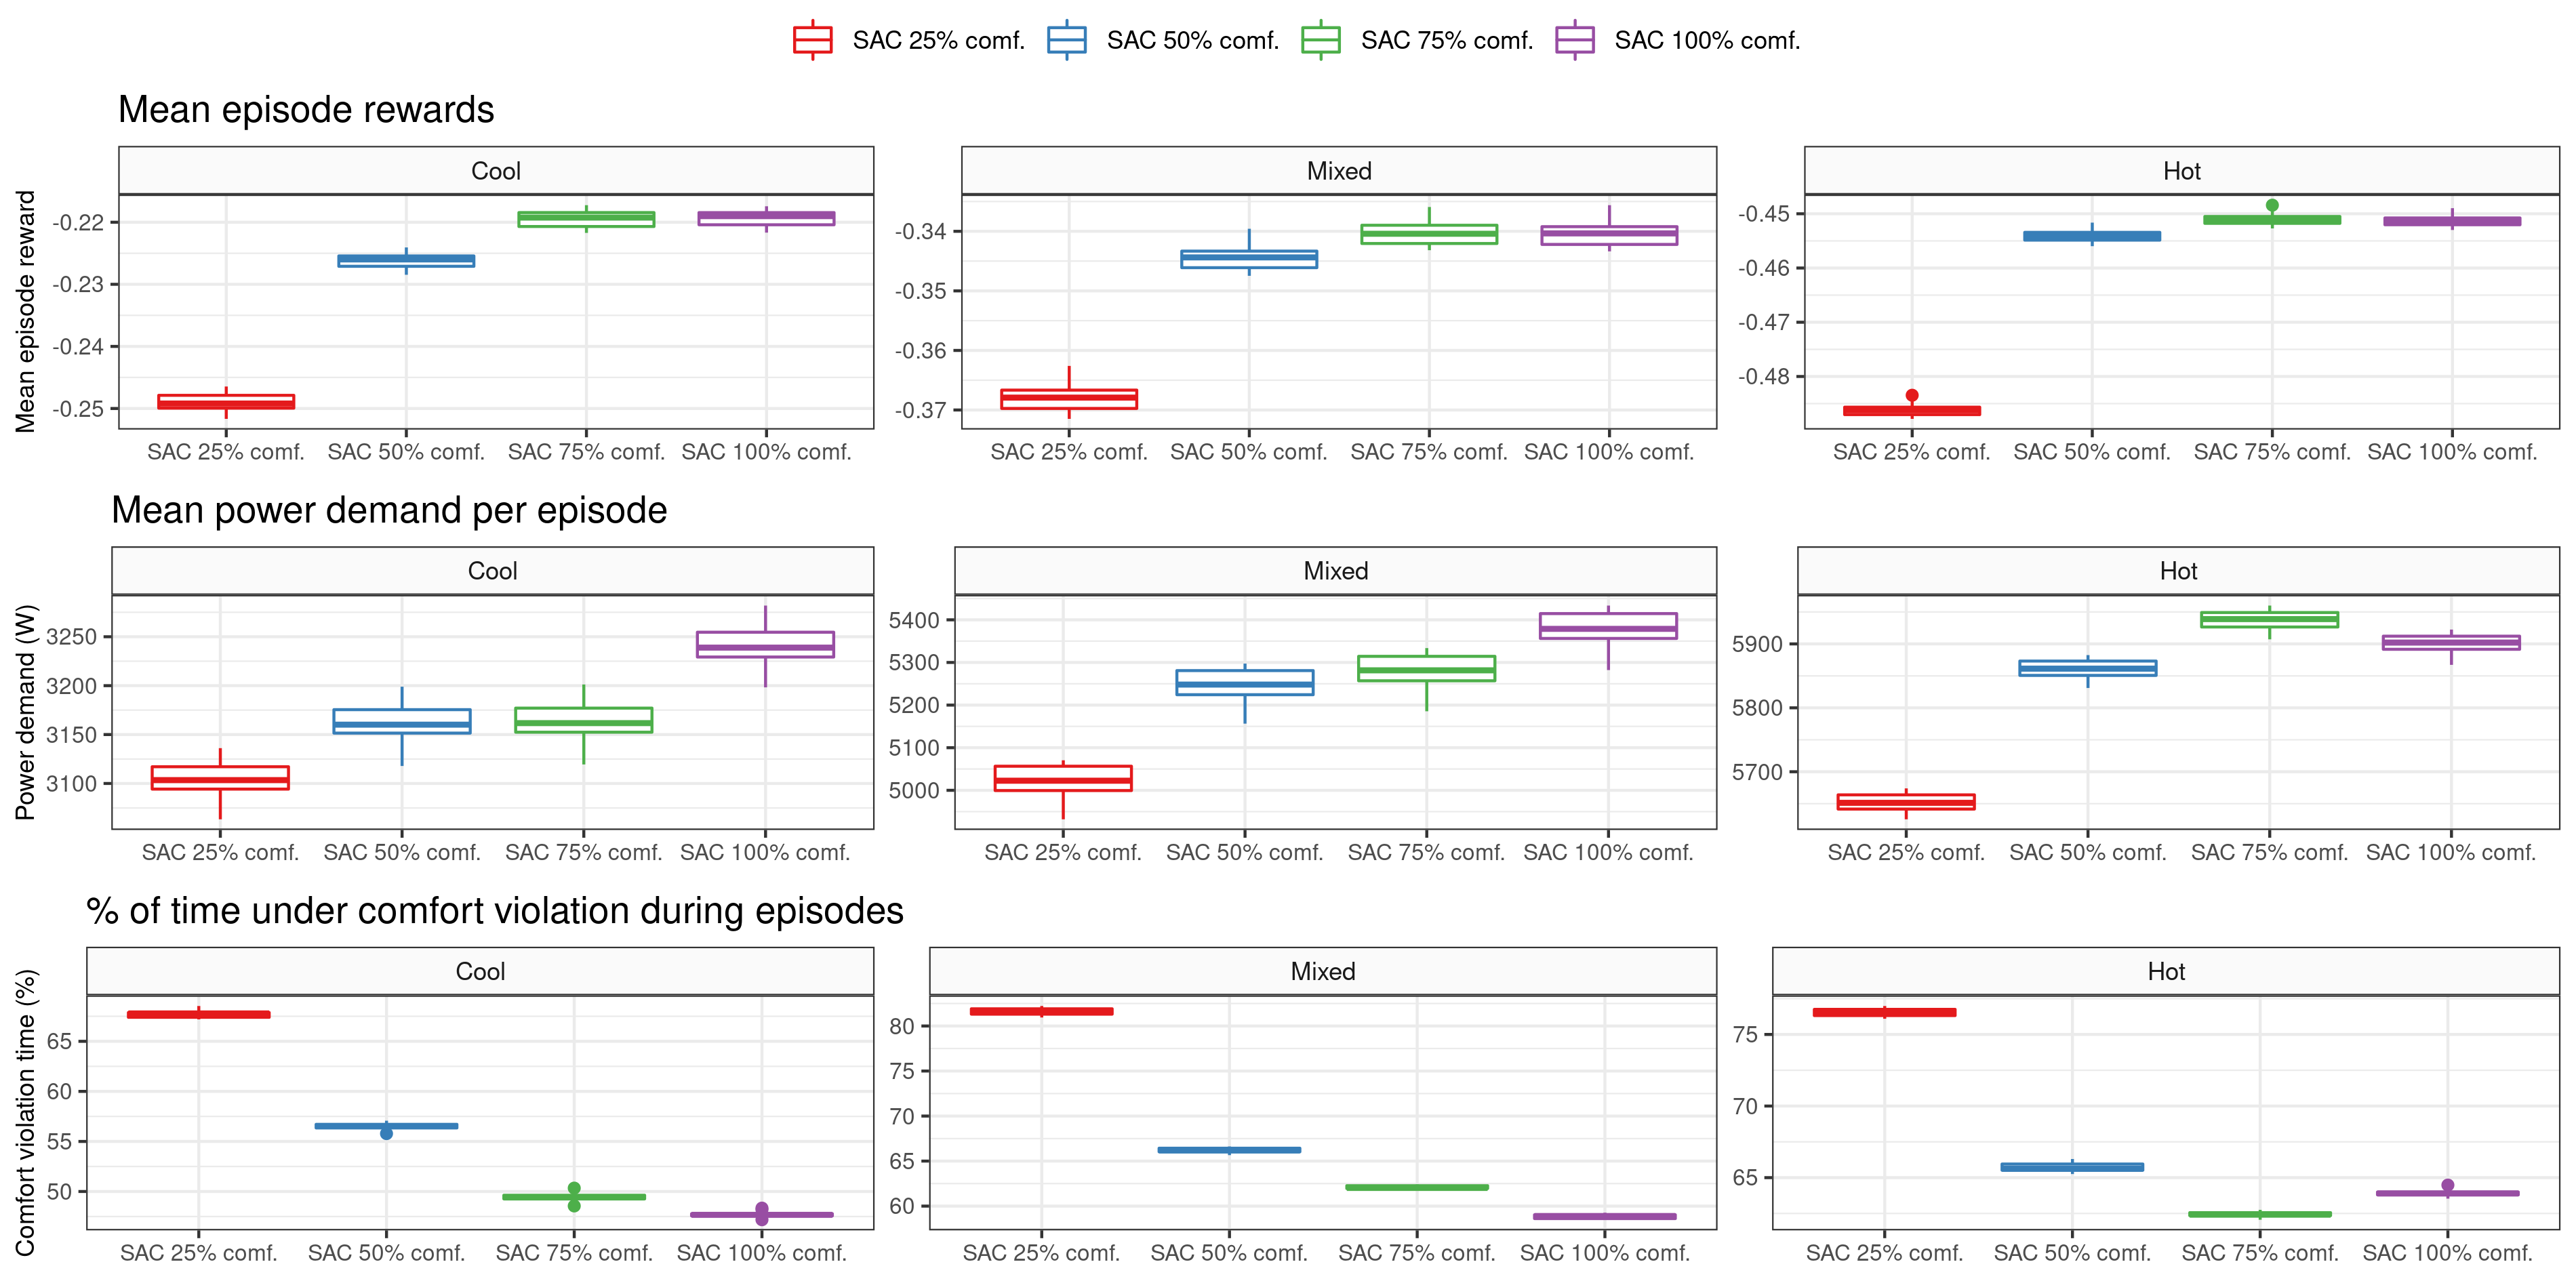 SAC 25% comf. SAC 50% comf. SAC 75% comf. SAC 100% comf.
Mean episode rewards
Cool Mixed Hot
Mean episode reward
-0.22
-0.23
-0.24
-0.25
-0.34
-0.35
-0.36
-0.37
-0.45
-0.46
-0.47
-0.48
SAC 25% comf. SAC 50% comf. SAC 75% comf. SAC 100% comf. SAC 25% comf. SAC 50% comf. SAC 75% comf. SAC 100% comf. SAC 25% comf. SAC 50% comf. SAC 75% comf. SAC 100% comf.
Mean power demand per episode
Cool Mixed Hot
Power demand (W)
3250
3200
3150
3100
5400
5300
5200
5100
5000
5900
5800
5700
SAC 25% comf. SAC 50% comf. SAC 75% comf. SAC 100% comf. SAC 25% comf. SAC 50% comf. SAC 75% comf. SAC 100% comf. SAC 25% comf. SAC 50% comf. SAC 75% comf. SAC 100% comf.
% of time under comfort violation during episodes
Cool Mixed Hot
Comfort violation time (%)
65
60
55
50
80
75
70
65
60
75
70
65
SAC 25% comf. SAC 50% comf. SAC 75% comf. SAC 100% comf. SAC 25% comf. SAC 50% comf. SAC 75% comf. SAC 100% comf. SAC 25% comf. SAC 50% comf. SAC 75% comf. SAC 100% comf.